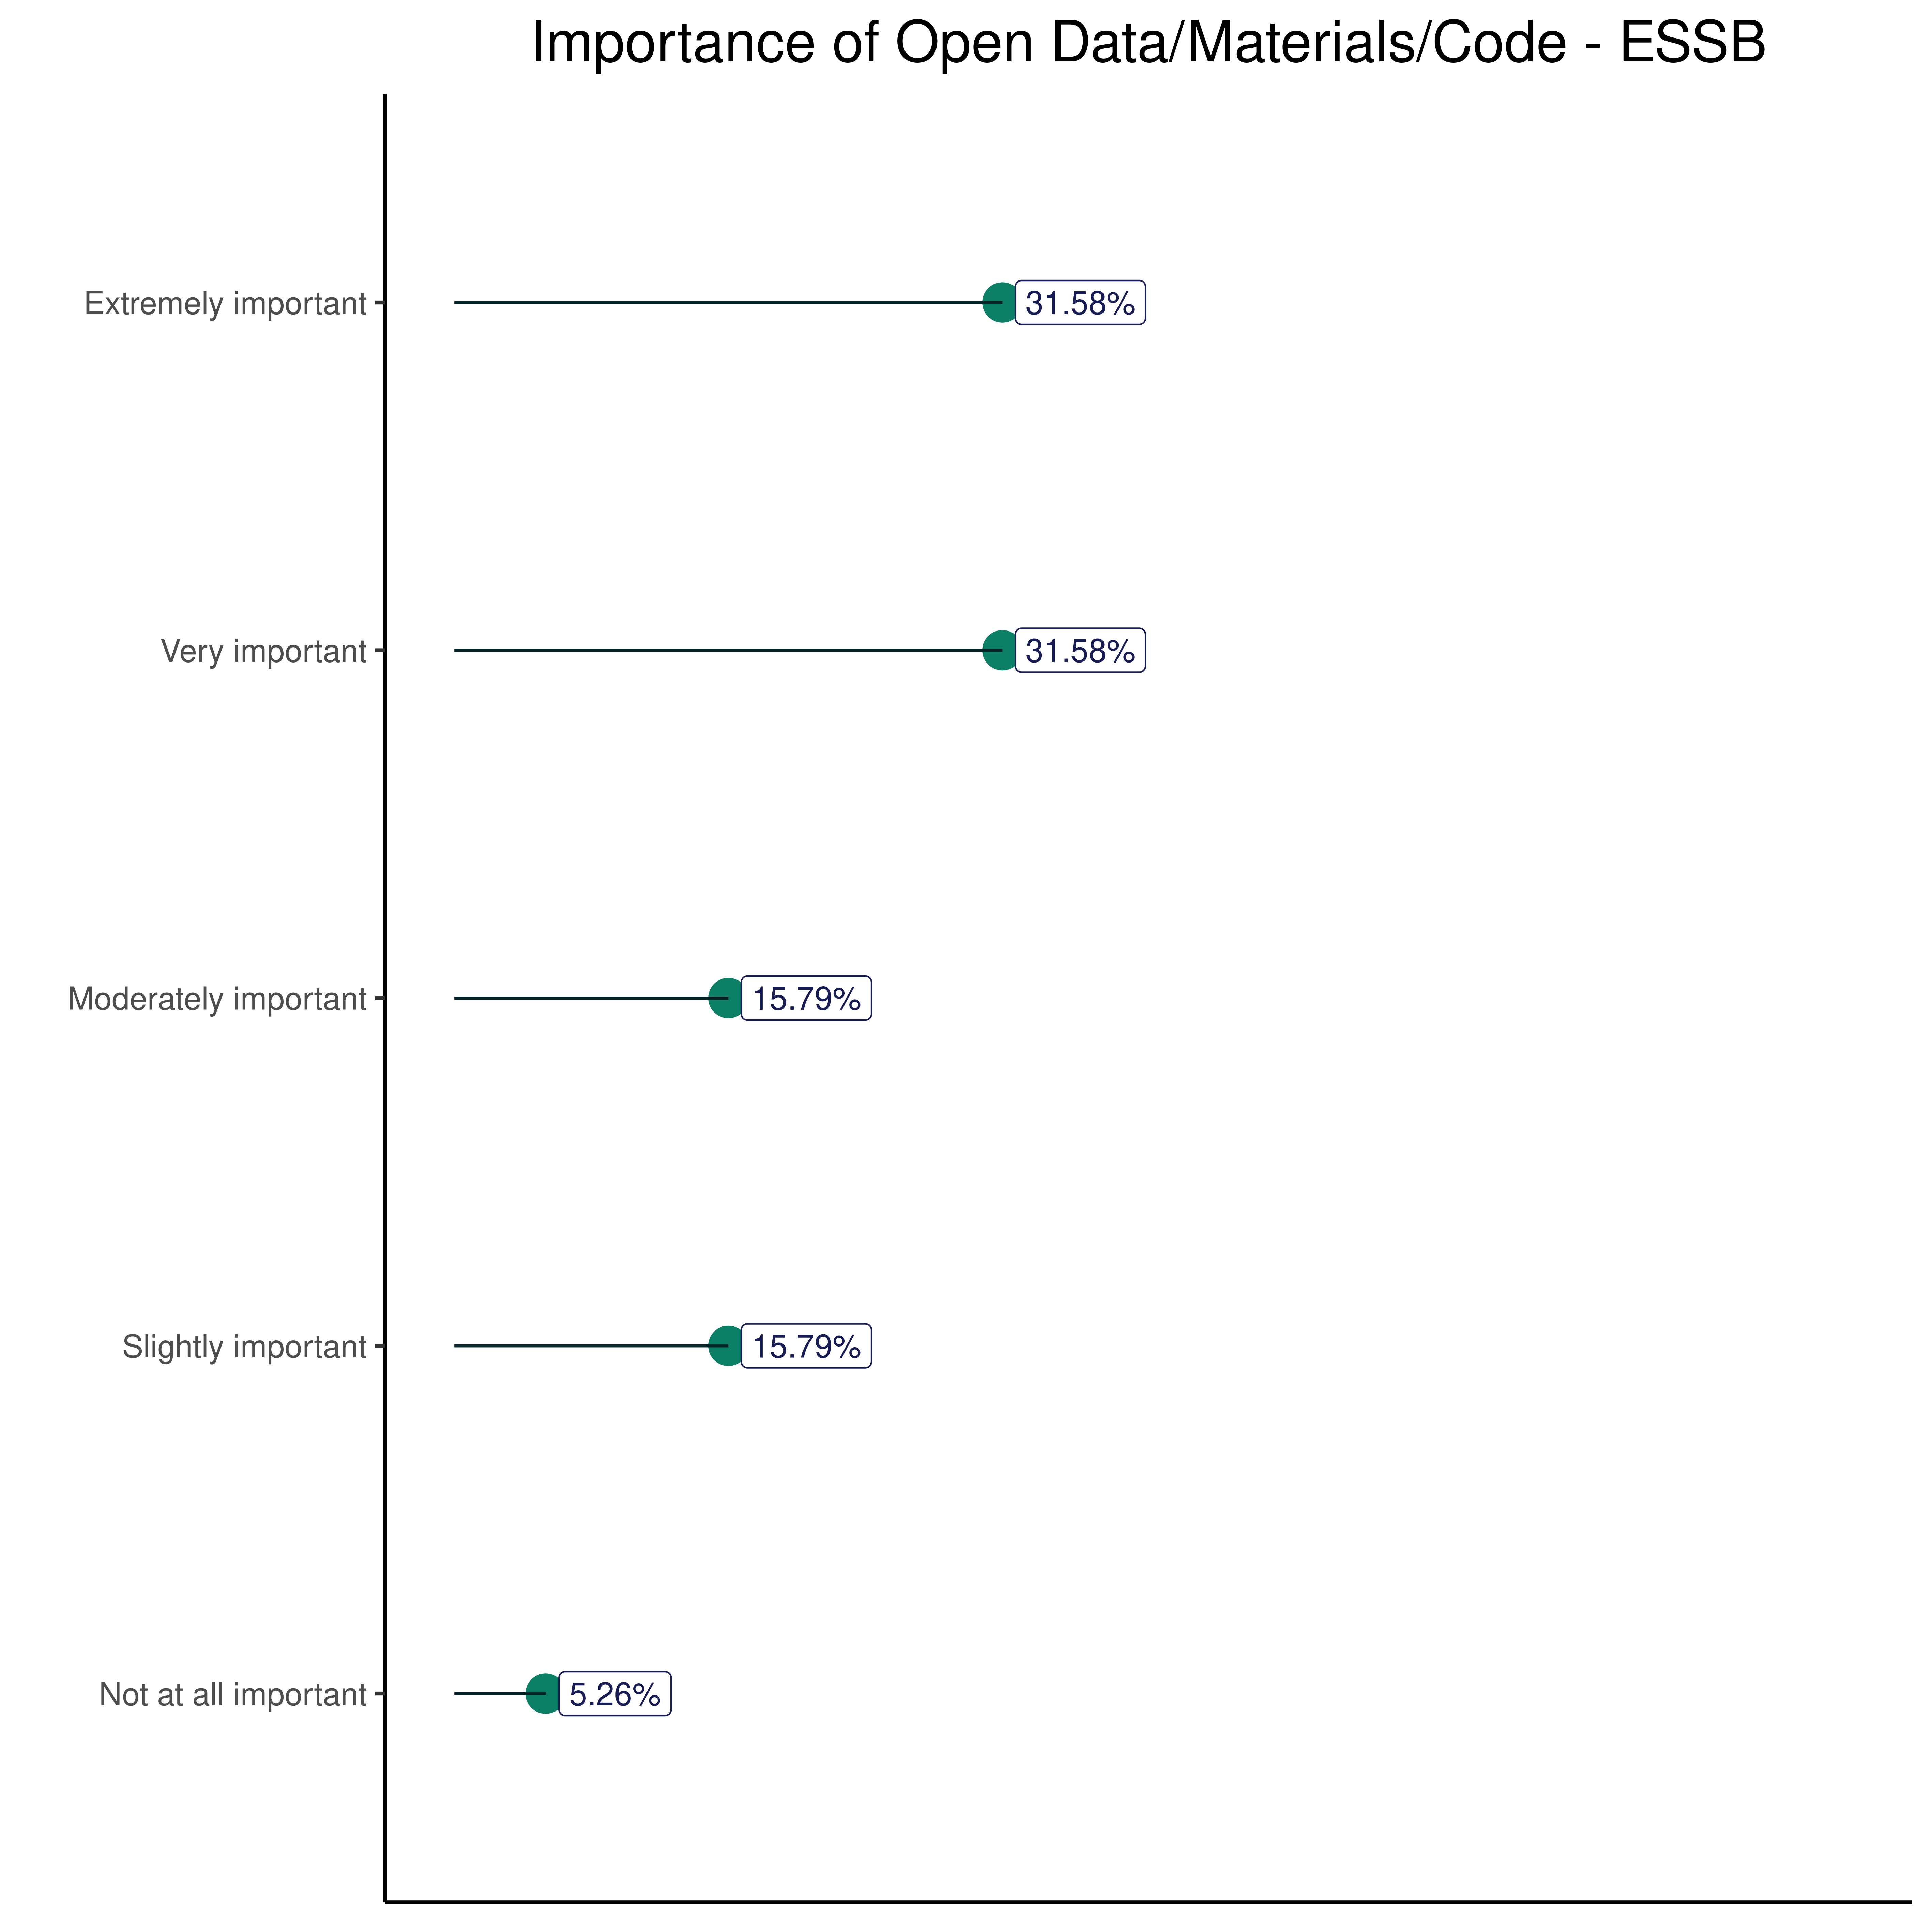 Importance of Open Data/Materials/Code - ESSB
Extremely important
31.58%
Very important
31.58%
Moderately important
15.79%
Slightly important
15.79%
Not at all important
5.26%